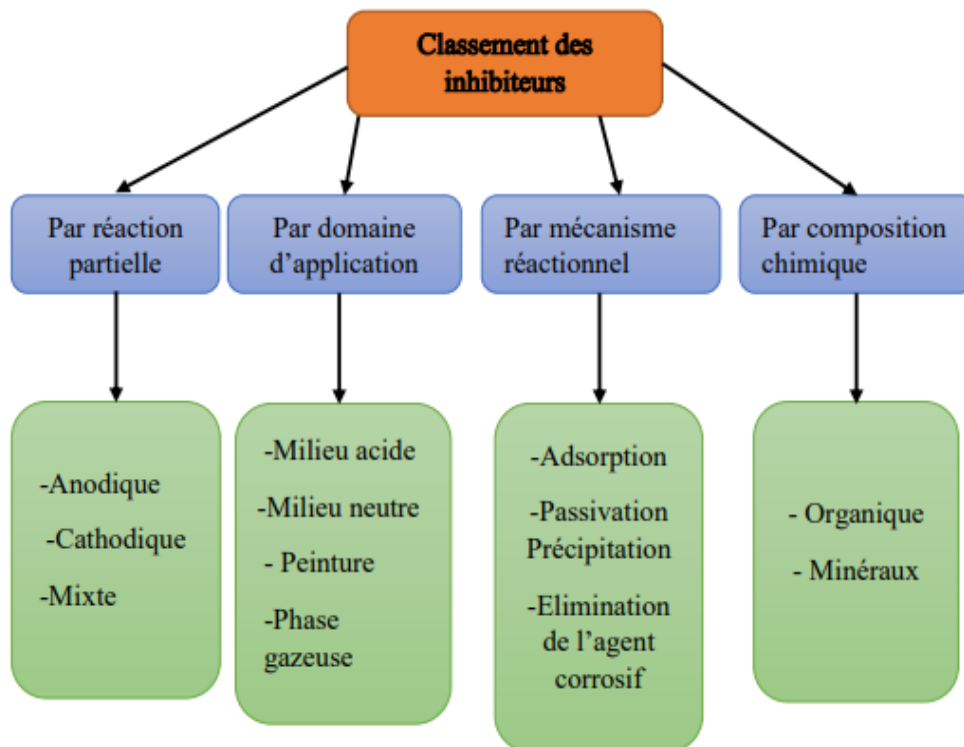 Classement des
inhibiteurs
Par réaction
partielle
Par domaine
d’application
Par mécanisme
réactionnel
Par composition
chimique
-Anodique
-Cathodique
-Mixte
-Milieu acide
-Milieu neutre
- Peinture
-Phase
gazeuse
-Adsorption
-Passivation
Précipitation
-Elimination
de l’agent
corrosif
- Organique
- Minéraux